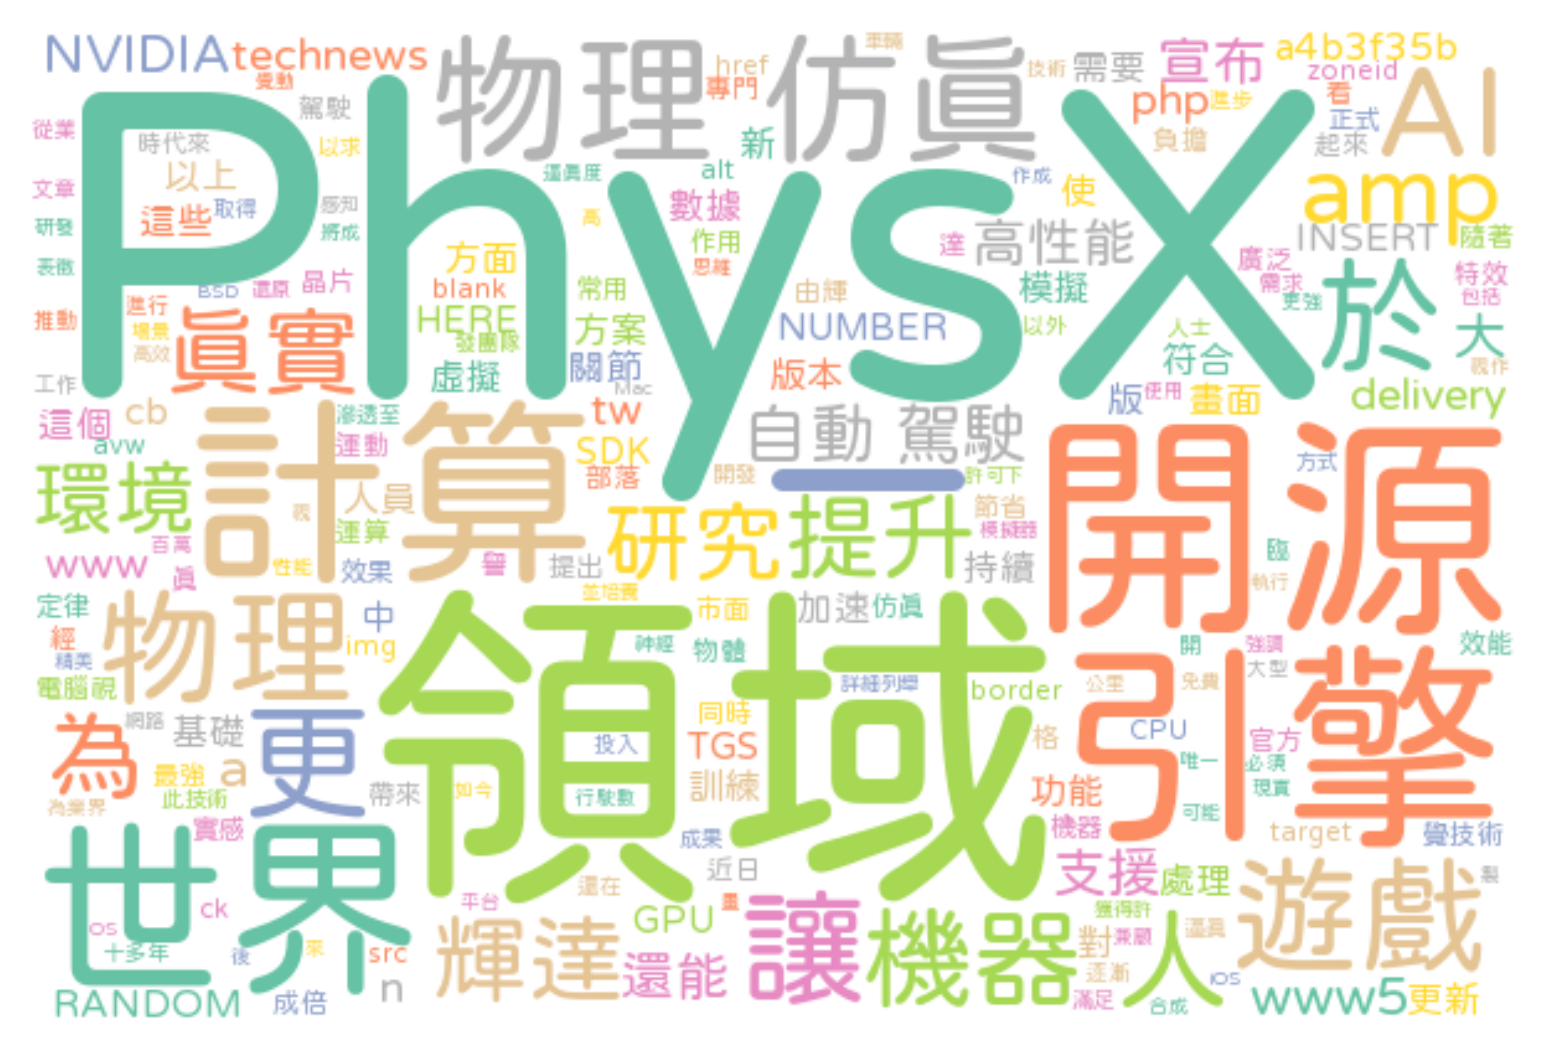 NVIDIA technews 物理 仿真 車輛 技術 需要 宣布 a4b3f35b
受動 href 專門 zoneid
PhysX
駕駛 新 php 進步 看 正式 AI
從業 時代來 以求 alt 負擔 起來
文章 以上 逼真度 作成 使 amp
研發 這些 取得 感知 將成 高 數據 作用 達 高性能 INSERT 隨著
表徵 方面 思維 廣泛 於 特效
BSD 還原 晶片 blank 常用 由輝 模擬 需求 更強 包括
推動 進行 場景 真實 HERE 方案 NUMBER 以外 人士 大
高效 發團隊 關節 版本 符合 觀作
工作 虛擬 Mac 版 使用 畫面 delivery
這個 cb 滲透至 tw 自動 駕駛 開源
avw 運動 SDK 方式
環境 計算 人員 部落 開發 許可下
運算 研究 提升 節省 模擬器
www 百萬 真 性能 效果 譽 提出 持續 臨 執行
定律 物理 中 並培養 市面 加速 仿真
經 精美 img 領域 神經 物體 開 強調 效能
電腦視 詳細列舉 border 公里 免費 大型 引擎
為 網路 基礎 更 同時 格 CPU 官方
最強 a 投入 TGS 唯一 必須
此技術 帶來 如今 行駛數 訓練 功能 現實
為業界 實感 成果 機器 可能 target 覺技術
世界 近日 支援 處理 遊戲 製
ck 平台 還在 畫 獲得許
os 十多年 輝達 GPU 讓 機器 人 對 兼顧 逼真
後 來 src 還能 逐漸 iOS
RANDOM 成倍 n 滿足 合成 www5 更新